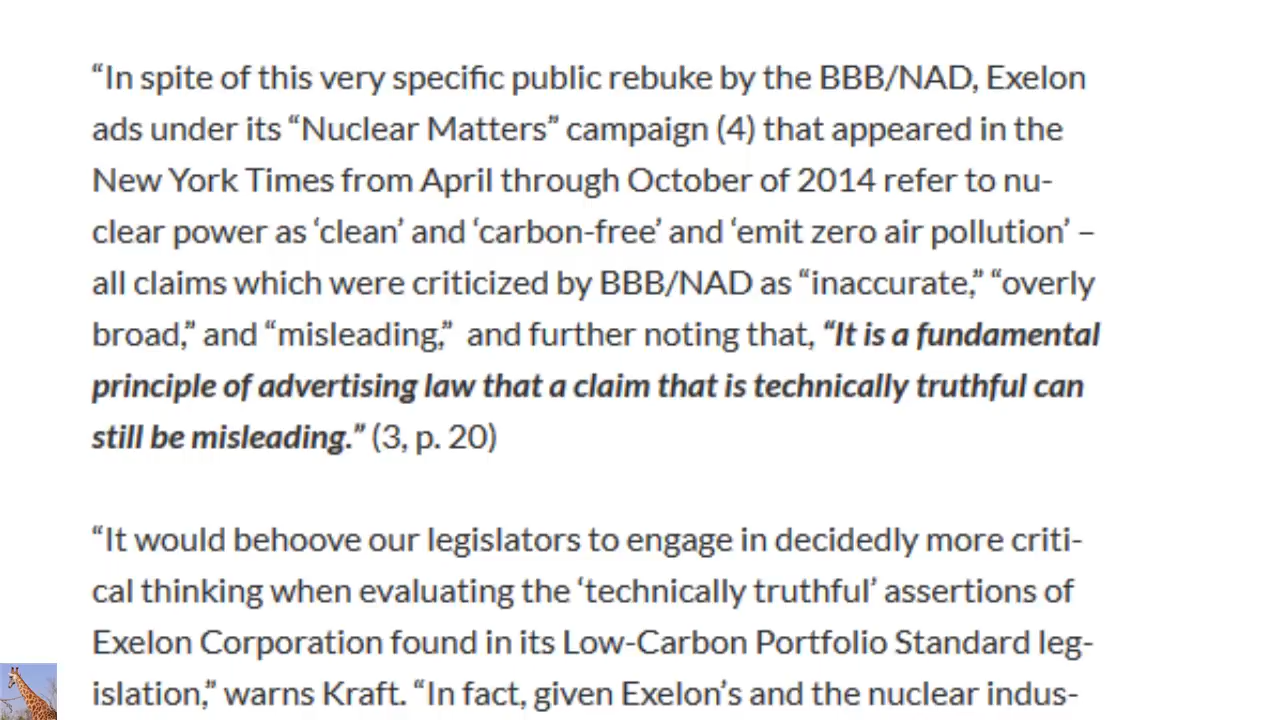 “In spite of this very specific public rebuke by the BBB/NAD, Exelon
ads under its “Nuclear Matters” campaign (4) that appeared in the
New York Times from April through October of 2014 refer to nu-
clear power as ‘clean’ and ‘carbon-free’ and ‘emit zero air pollution’ –
all claims which were criticized by BBB/NAD as “inaccurate,” “overly
broad,” and “misleading,”  and further noting that, “It is a fundamental
principle of advertising law that a claim that is technically truthful can
still be misleading.” (3, p. 20)
“It would behoove our legislators to engage in decidedly more criti-
cal thinking when evaluating the ‘technically truthful’ assertions of
Exelon Corporation found in its Low-Carbon Portfolio Standard leg-
islation,” warns Kraft. “In fact, given Exelon’s and the nuclear indus-